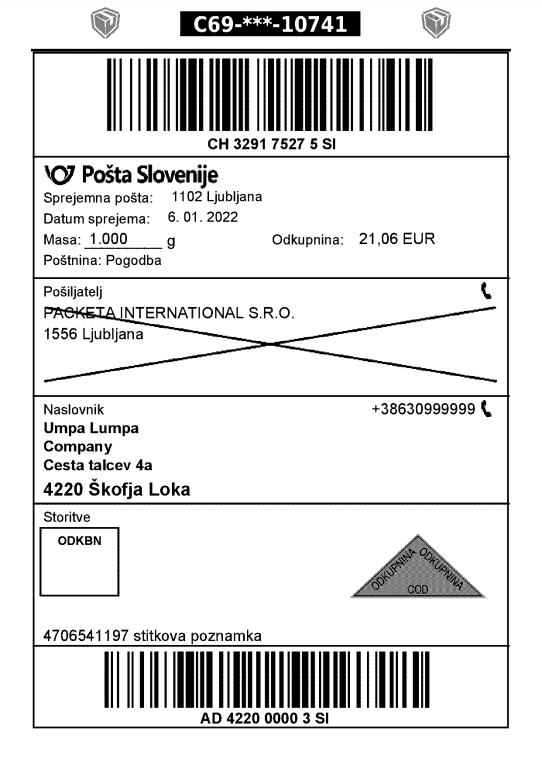 C69-***-10741
CH 3291 7527 5 SI
Pošta Slovenije
Sprejemna pošta: 1102 Ljubljana
Datum sprejema: 6. 01. 2022
Masa: 1.000 g Odkupnina: 21,06 EUR
Poštnina: Pogodba
Pošiljatelj
PACKETA INTERNATIONAL S.R.O.
1556 Ljubljana
Naslovnik +38630999999
Umpa Lumpa
Company
Cesta talcev 4a
4220 Škofja Loka
Storitve
ODKBN
ODKUPNINA ODKUPNINA
COD
4706541197 stitkova poznamka
AD 4220 0000 3 SI